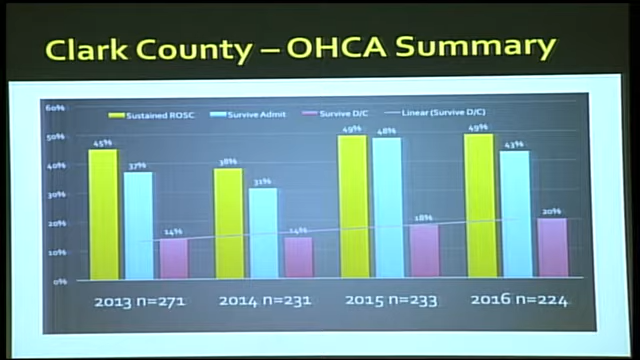 Clark County – OHCA Summary
60%
Sustained ROSC Survive Admit Survive D/C Linear (Survive D/C)
50%
40%
30%
20%
10%
0%
45% 37% 14%
38% 31% 14%
49% 48% 18%
49% 43% 20%
2013 n=271 2014 n=231 2015 n=233 2016 n=224